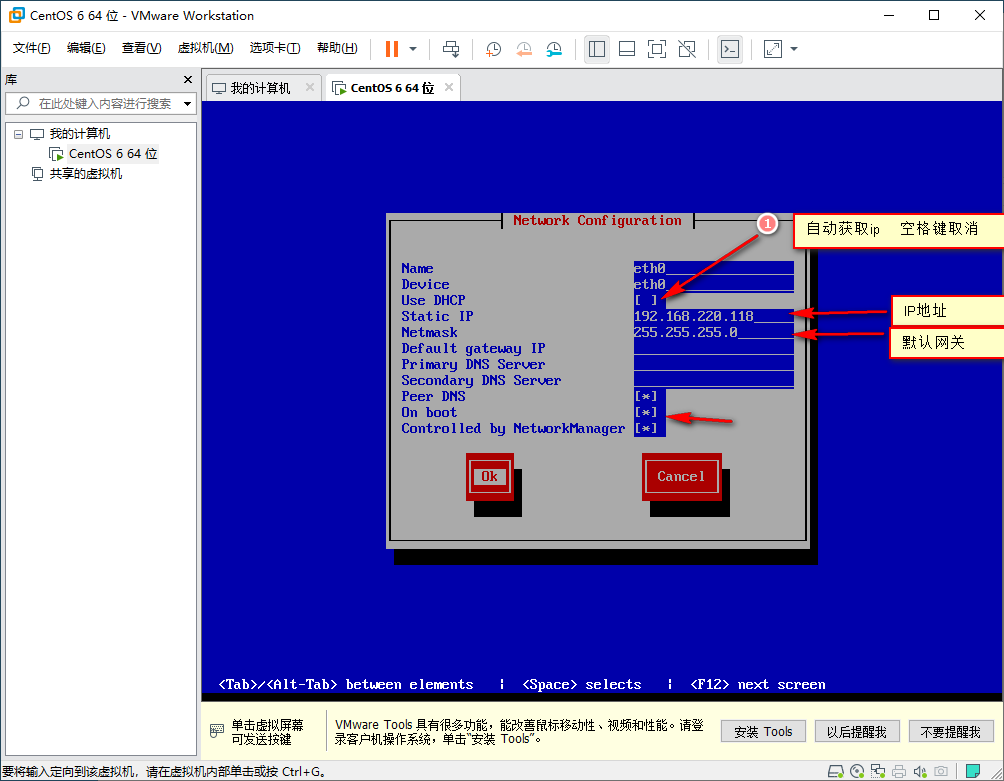 CentOS 6 64 位 - VMware Workstation
文件(F) 编辑(E) 查看(V) 虚拟机(M) 选项卡(T) 帮助(H)
库
在此处键入内容进行搜索
我的计算机
CentOS 6 64 位
共享的虚拟机
我的计算机
CentOS 6 64 位
Network Configuration
1
自动获取ip 空格键取消
Name eth0
Device eth0
Use DHCP [ ]
Static IP 192.168.220.118
IP地址
Netmask 255.255.255.0
默认网关
Default gateway IP
Primary DNS Server
Secondary DNS Server
Peer DNS [*]
On boot [*]
Controlled by NetworkManager [*]
Ok Cancel
<Tab>/<Alt-Tab> between elements | <Space> selects | <F12> next screen
单击虚拟屏幕
可发送按键
VMware Tools 具有很多功能，能改善鼠标移动性、视频和性能。请登
录客户机操作系统，单击“安装 Tools”。
安装 Tools 以后提醒我 不要提醒我
要将输入定向到该虚拟机，请在虚拟机内部单击或按 Ctrl+G。